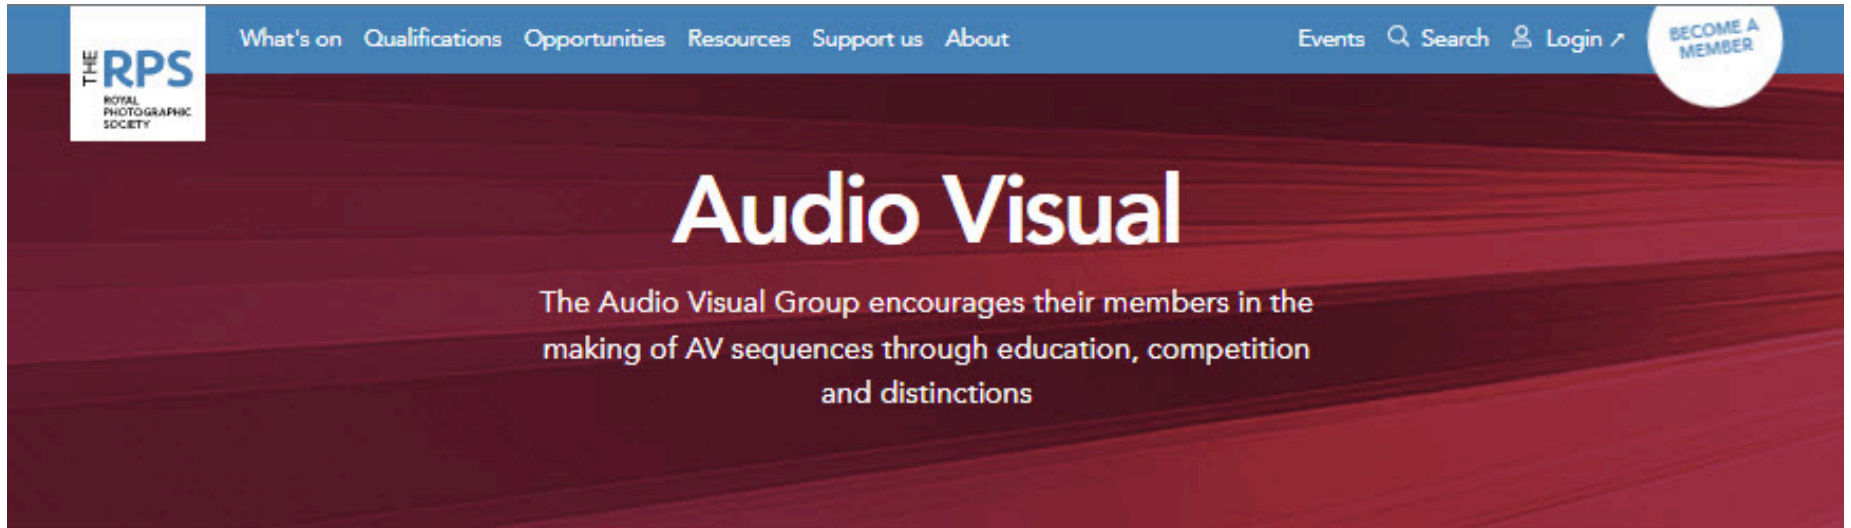 THE RPS
ROYAL
PHOTOGRAPHIC
SOCIETY
What's on Qualifications Opportunities Resources Support us About
Events Search Login ↗
BECOME A
MEMBER
Audio Visual
The Audio Visual Group encourages their members in the
making of AV sequences through education, competition
and distinctions